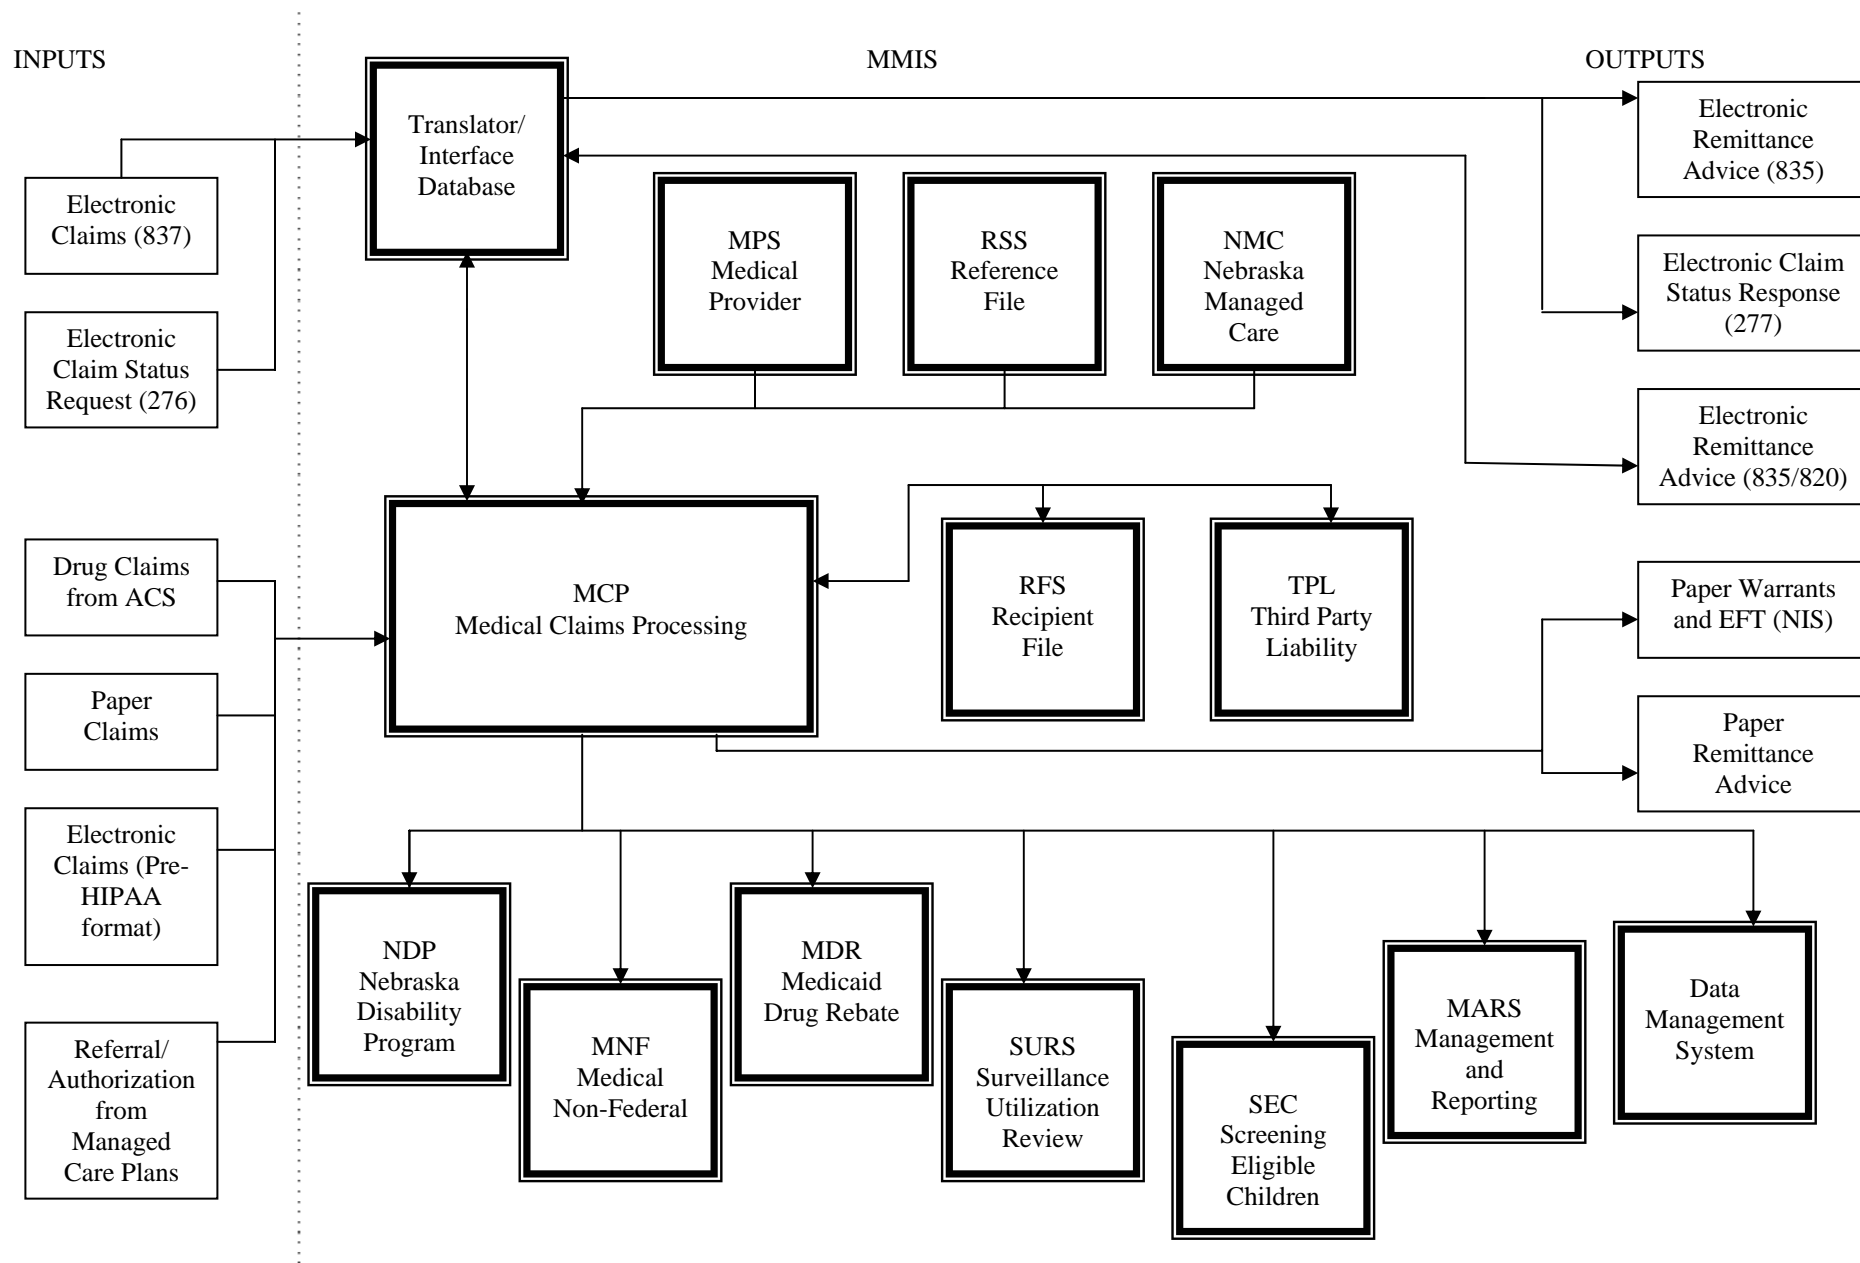 INPUTS
MMIS
OUTPUTS
Translator/
Interface
Database
Electronic
Claims (837)
Electronic
Claim Status
Request (276)
Drug Claims
from ACS
Paper
Claims
Electronic
Claims (Pre-
HIPAA
format)
Referral/
Authorization
from
Managed
Care Plans
MPS
Medical
Provider
RSS
Reference
File
NMC
Nebraska
Managed
Care
MCP
Medical Claims Processing
RFS
Recipient
File
TPL
Third Party
Liability
NDP
Nebraska
Disability
Program
MNF
Medical
Non-Federal
MDR
Medicaid
Drug Rebate
SURS
Surveillance
Utilization
Review
SEC
Screening
Eligible
Children
MARS
Management
and
Reporting
Data
Management
System
Electronic
Remittance
Advice (835)
Electronic Claim
Status Response
(277)
Electronic
Remittance
Advice (835/820)
Paper Warrants
and EFT (NIS)
Paper
Remittance
Advice